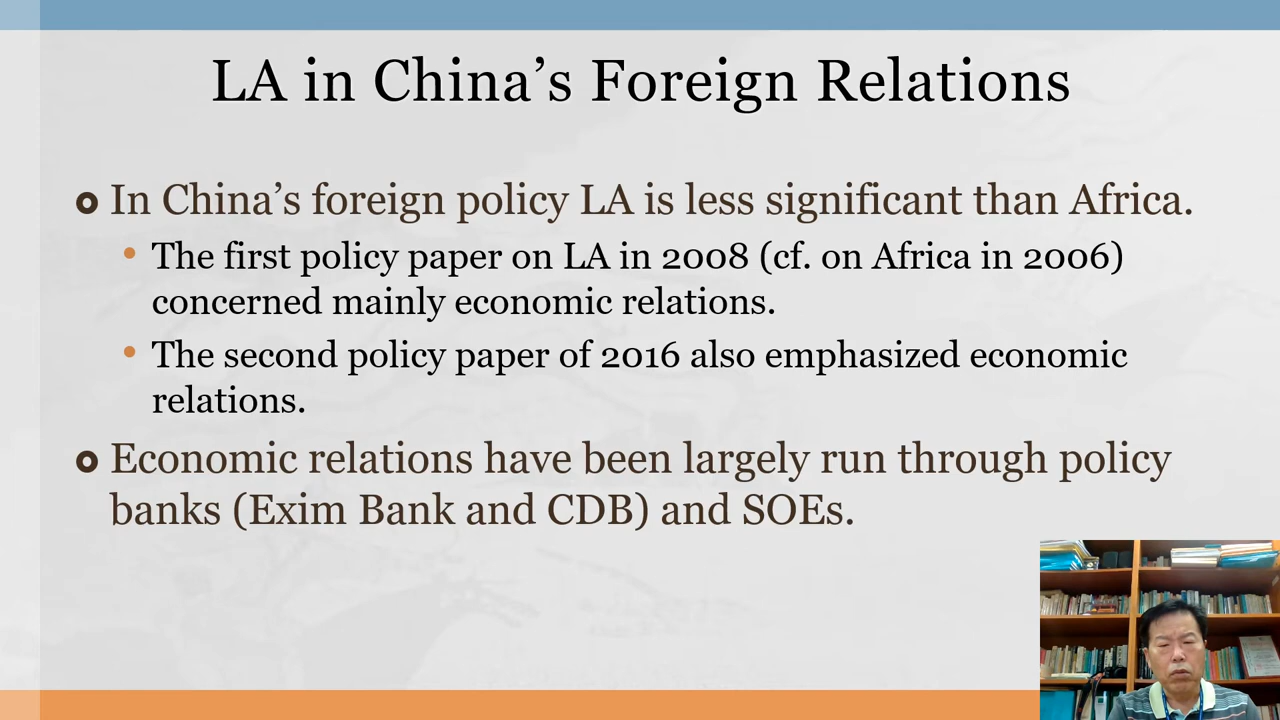 LA in China’s Foreign Relations
In China’s foreign policy LA is less significant than Africa.
The first policy paper on LA in 2008 (cf. on Africa in 2006)
concerned mainly economic relations.
The second policy paper of 2016 also emphasized economic
relations.
Economic relations have been largely run through policy
banks (Exim Bank and CDB) and SOEs.